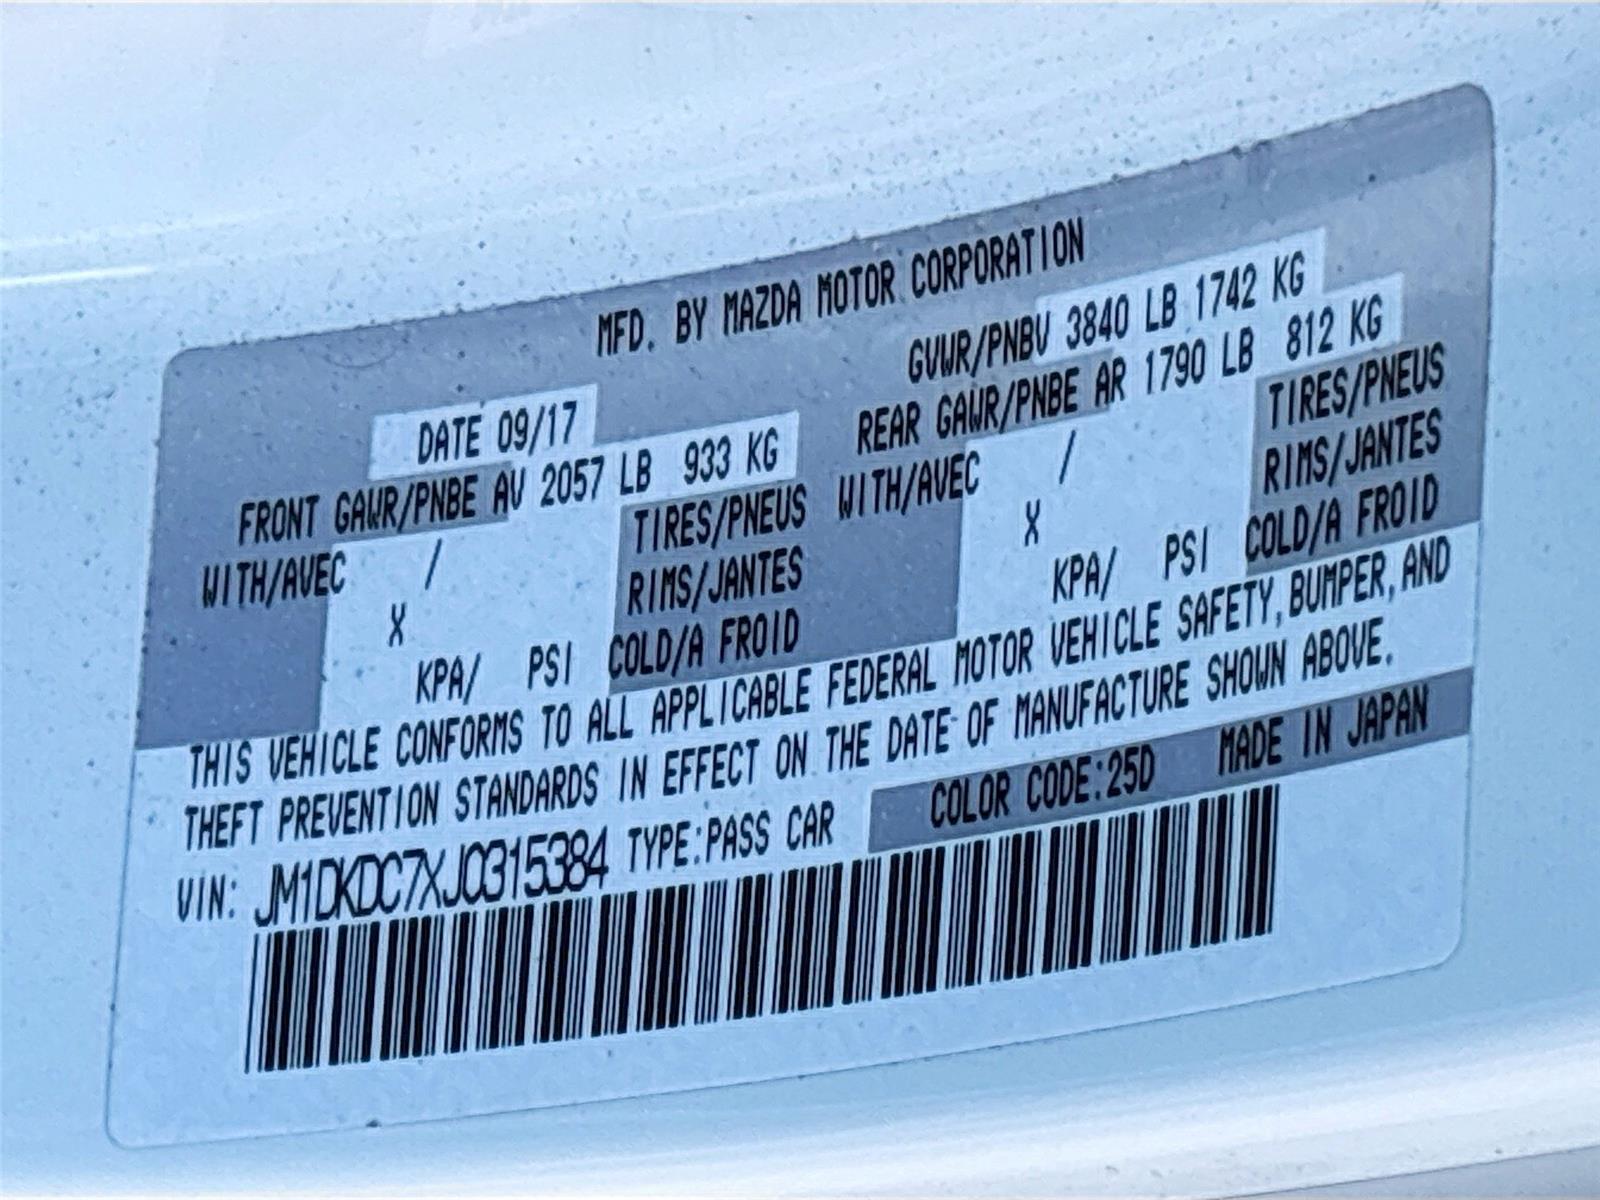 MFD. BY MAZDA MOTOR CORPORATION
DATE 09/17
GVWR/PNBV 3840 LB 1742 KG
FRONT GAWR/PNBE AV 2057 LB 933 KG
REAR GAWR/PNBE AR 1790 LB 812 KG
WITH/AVEC / TIRES/PNEUS
X RIMS/JANTES
KPA/ PSI COLD/A FROID
WITH/AVEC / TIRES/PNEUS
X RIMS/JANTES
KPA/ PSI COLD/A FROID
THIS VEHICLE CONFORMS TO ALL APPLICABLE FEDERAL MOTOR VEHICLE SAFETY, BUMPER, AND
THEFT PREVENTION STANDARDS IN EFFECT ON THE DATE OF MANUFACTURE SHOWN ABOVE.
VIN: JM1DKDC7XJ0315384 TYPE:PASS CAR COLOR CODE:25D MADE IN JAPAN